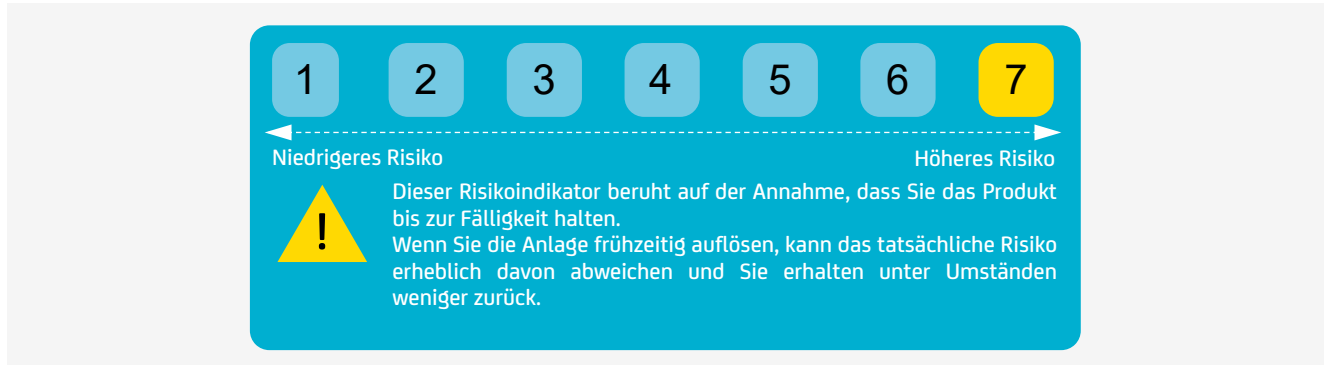 1 2 3 4 5 6 7
Niedrigeres Risiko Höheres Risiko
Dieser Risikoindikator beruht auf der Annahme, dass Sie das Produkt
bis zur Fälligkeit halten.
!
Wenn Sie die Anlage frühzeitig auflösen, kann das tatsächliche Risiko
erheblich davon abweichen und Sie erhalten unter Umständen
weniger zurück.